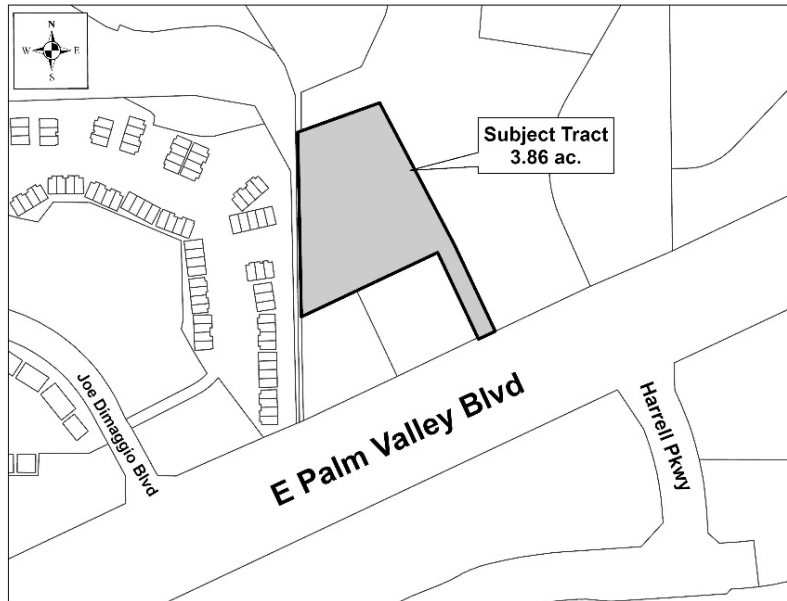 N
W E
S
Subject Tract
3.86 ac.
Joe Dimaggio Blvd
E Palm Valley Blvd
Harrell Pkwy